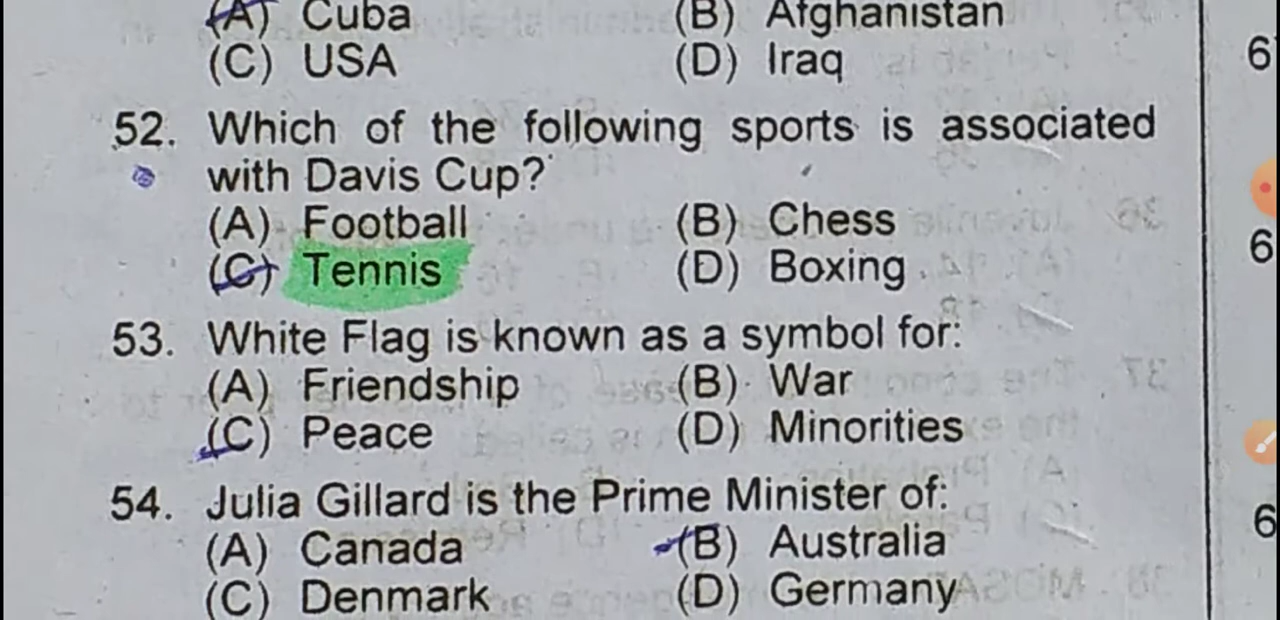 (A) Cuba (B) Afghanistan
(C) USA (D) Iraq
52. Which of the following sports is associated
with Davis Cup?
(A) Football (B) Chess
(C) Tennis (D) Boxing
53. White Flag is known as a symbol for:
(A) Friendship (B) War
(C) Peace (D) Minorities
54. Julia Gillard is the Prime Minister of:
(A) Canada (B) Australia
(C) Denmark (D) Germany
6
6
6